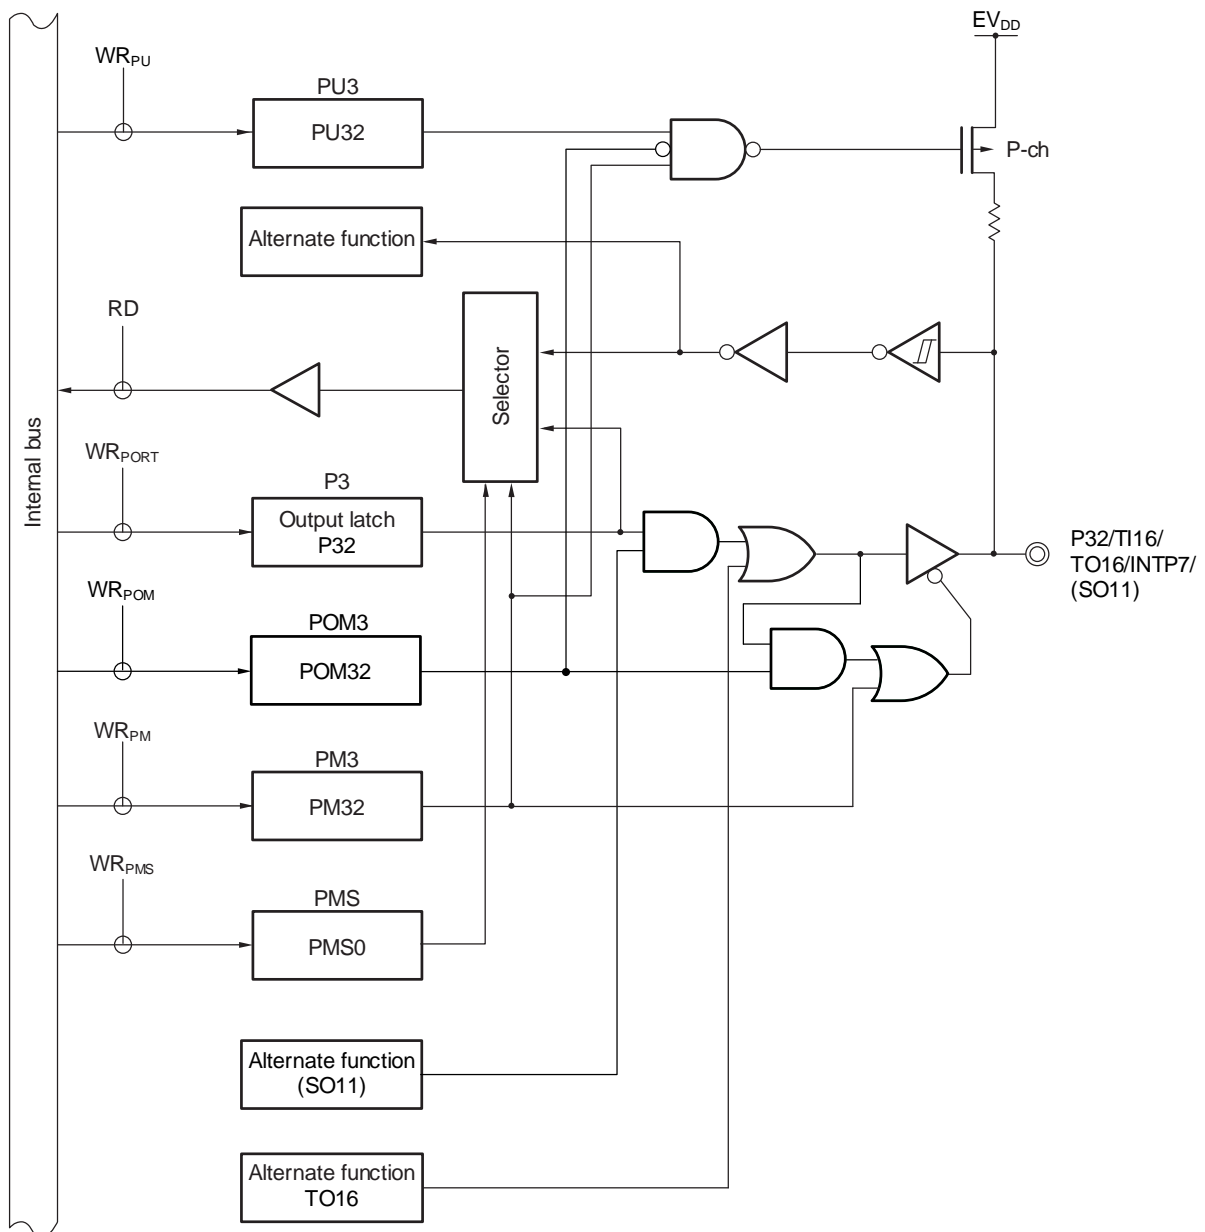 EVDD
WRPU
PU3
PU32
P-ch
Alternate function
RD
Selector
Internal bus
WRPORT
P3
Output latch
P32
P32/TI16/
TO16/INTP7/
(SO11)
WRPOM
POM3
POM32
WRPM
PM3
PM32
WRPMS
PMS
PMS0
Alternate function
(SO11)
Alternate function
TO16